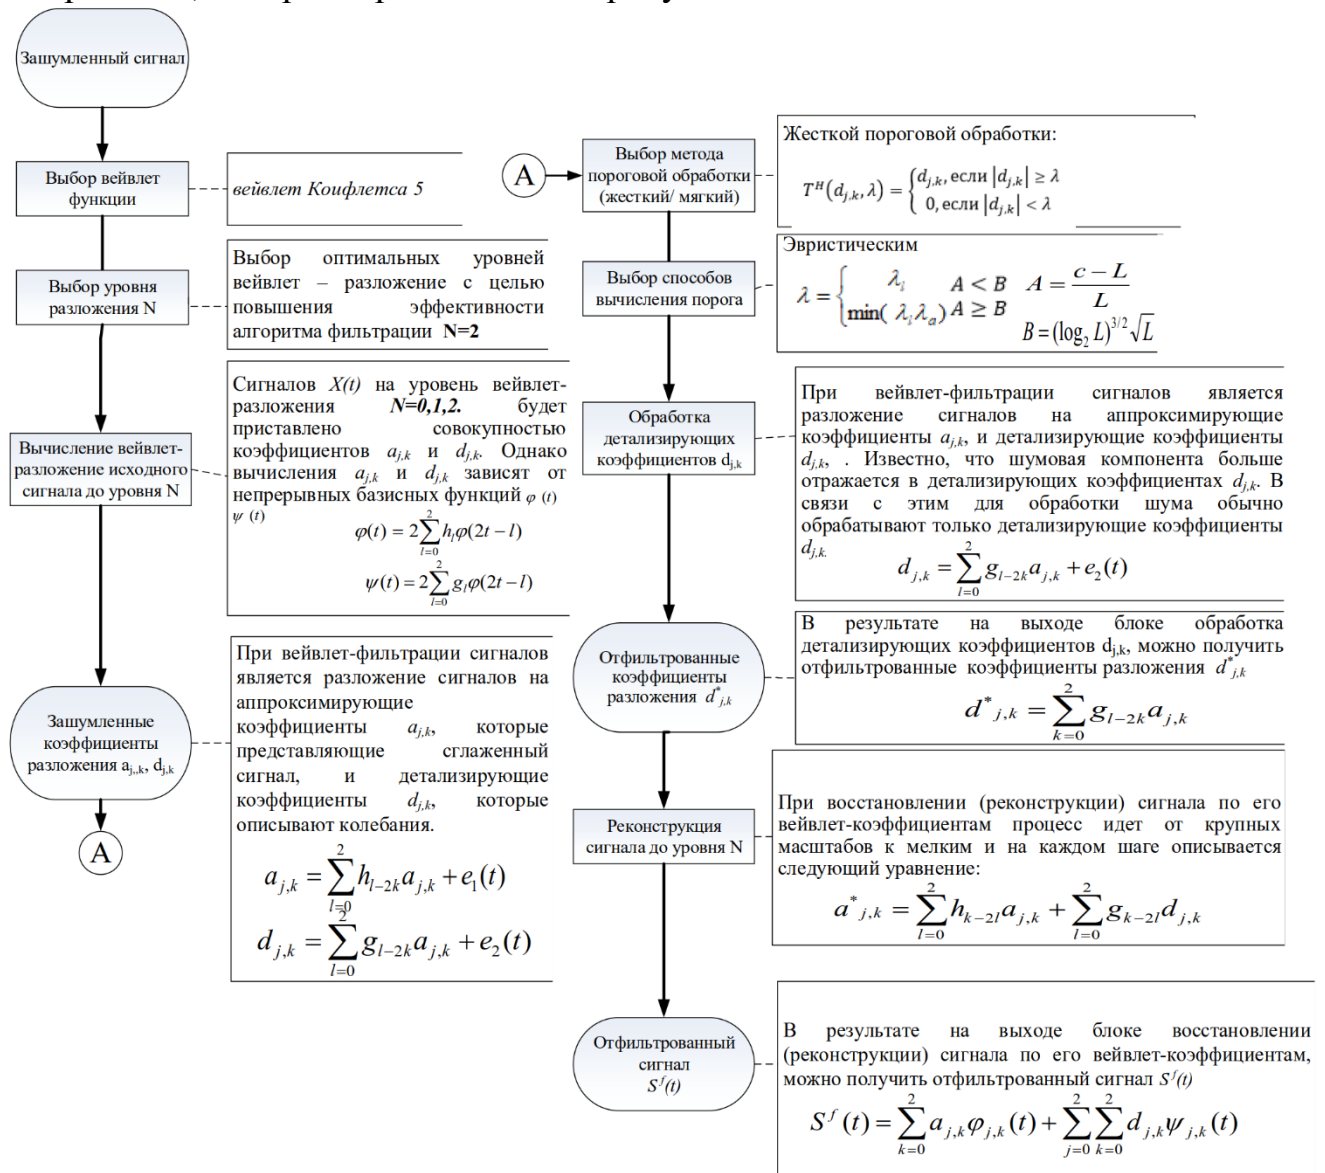 Зашумленный сигнал
Выбор вейвлет
функции
вейвлет Коифлетса 5
Выбор уровня
разложения N
Выбор оптимальных уровней
вейвлет – разложение с целью
повышения эффективности
алгоритма фильтрации N=2
Вычисление вейвлет-
разложение исходного
сигнала до уровня N
Сигналов X(t) на уровень вейвлет-
разложения N=0,1,2. будет
приставлено совокупностью
коэффициентов a_{j,k} и d_{j,k}. Однако
вычисления a_{j,k} и d_{j,k} зависят от
непрерывных базисных функций φ (t)
ψ (t)
φ(t) = 2∑_{l=0}^{2} h_l φ(2t − l)
ψ(t) = 2∑_{l=0}^{2} g_l φ(2t − l)
Зашумленные
коэффициенты
разложения a_{j,,k}, d_{j,k}
При вейвлет-фильтрации сигналов
является разложение сигналов на
аппроксимирующие
коэффициенты a_{j,k}, которые
представляющие сглаженный
сигнал, и детализирующие
коэффициенты d_{j,k}, которые
описывают колебания.
a_{j,k} = ∑_{l=0}^{2} h_{l−2k} a_{j,k} + e_1(t)
d_{j,k} = ∑_{l=0}^{2} g_{l−2k} a_{j,k} + e_2(t)
A
A
Выбор метода
пороговой обработки
(жесткий/ мягкий)
Жесткой пороговой обработки:
T^H(d_{j,k}, λ) = { d_{j,k}, если |d_{j,k}| ≥ λ
0, если |d_{j,k}| < λ
Выбор способов
вычисления порога
Эвристическим
λ = { λ_i A < B A = (c − L)/L
min( λ_i λ_a) A ≥ B
B = (log_2 L)^{3/2} √L
Обработка
детализирующих
коэффициентов d_{j,k}
При вейвлет-фильтрации сигналов является
разложение сигналов на аппроксимирующие
коэффициенты a_{j,k}, и детализирующие коэффициенты
d_{j,k}, . Известно, что шумовая компонента больше
отражается в детализирующих коэффициентах d_{j,k}. В
связи с этим для обработки шума обычно
обрабатывают только детализирующие коэффициенты
d_{j,k.}
d_{j,k} = ∑_{l=0}^{2} g_{l−2k} a_{j,k} + e_2(t)
Отфильтрованные
коэффициенты
разложения d^*_{j,k}
В результате на выходе блоке обработка
детализирующих коэффициентов d_{j,k}, можно получить
отфильтрованные коэффициенты разложения d^*_{j,k}
d^*_{j,k} = ∑_{k=0}^{2} g_{l−2k} a_{j,k}
Реконструкция
сигнала до уровня N
При восстановлении (реконструкции) сигнала по его
вейвлет-коэффициентам процесс идет от крупных
масштабов к мелким и на каждом шаге описывается
следующий уравнение:
a^*_{j,k} = ∑_{l=0}^{2} h_{k−2l} a_{j,k} + ∑_{l=0}^{2} g_{k−2l} d_{j,k}
Отфильтрованный
сигнал
S^f(t)
В результате на выходе блоке восстановлении
(реконструкции) сигнала по его вейвлет-коэффициентам,
можно получить отфильтрованный сигнал S^f(t)
S^f(t) = ∑_{k=0}^{2} a_{j,k} φ_{j,k}(t) + ∑_{j=0}^{2} ∑_{k=0}^{2} d_{j,k} ψ_{j,k}(t)